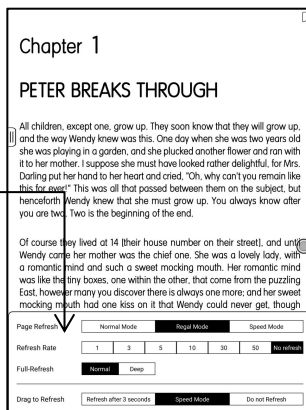 Chapter 1
PETER BREAKS THROUGH
All children, except one, grow up. They soon know that they will grow up,
and the way Wendy knew was this. One day when she was two years old
she was playing in a garden, and she plucked another flower and ran with
it to her mother. I suppose she must have looked rather delightful, for Mrs.
Darling put her hand to her heart and cried, "Oh, why can't you remain like
this for ever!" This was all that passed between them on the subject, but
henceforth Wendy knew that she must grow up. You always know after
you are two. Two is the beginning of the end.
Of course they lived at 14 [their house number on their street], and until
Wendy came her mother was the chief one. She was a lovely lady, with
a romantic mind and such a sweet mocking mouth. Her romantic mind
was like the tiny boxes, one within the other, that come from the puzzling
East, however many you discover there is always one more; and her sweet
mocking mouth had one kiss on it that Wendy could never get, though
Page Refresh Normal Mode Regal Mode Speed Mode
Refresh Rate 1 3 5 10 30 50 No refresh
Full-Refresh Normal Deep
Drag to Refresh Refresh after 3 seconds Speed Mode Do not Refresh